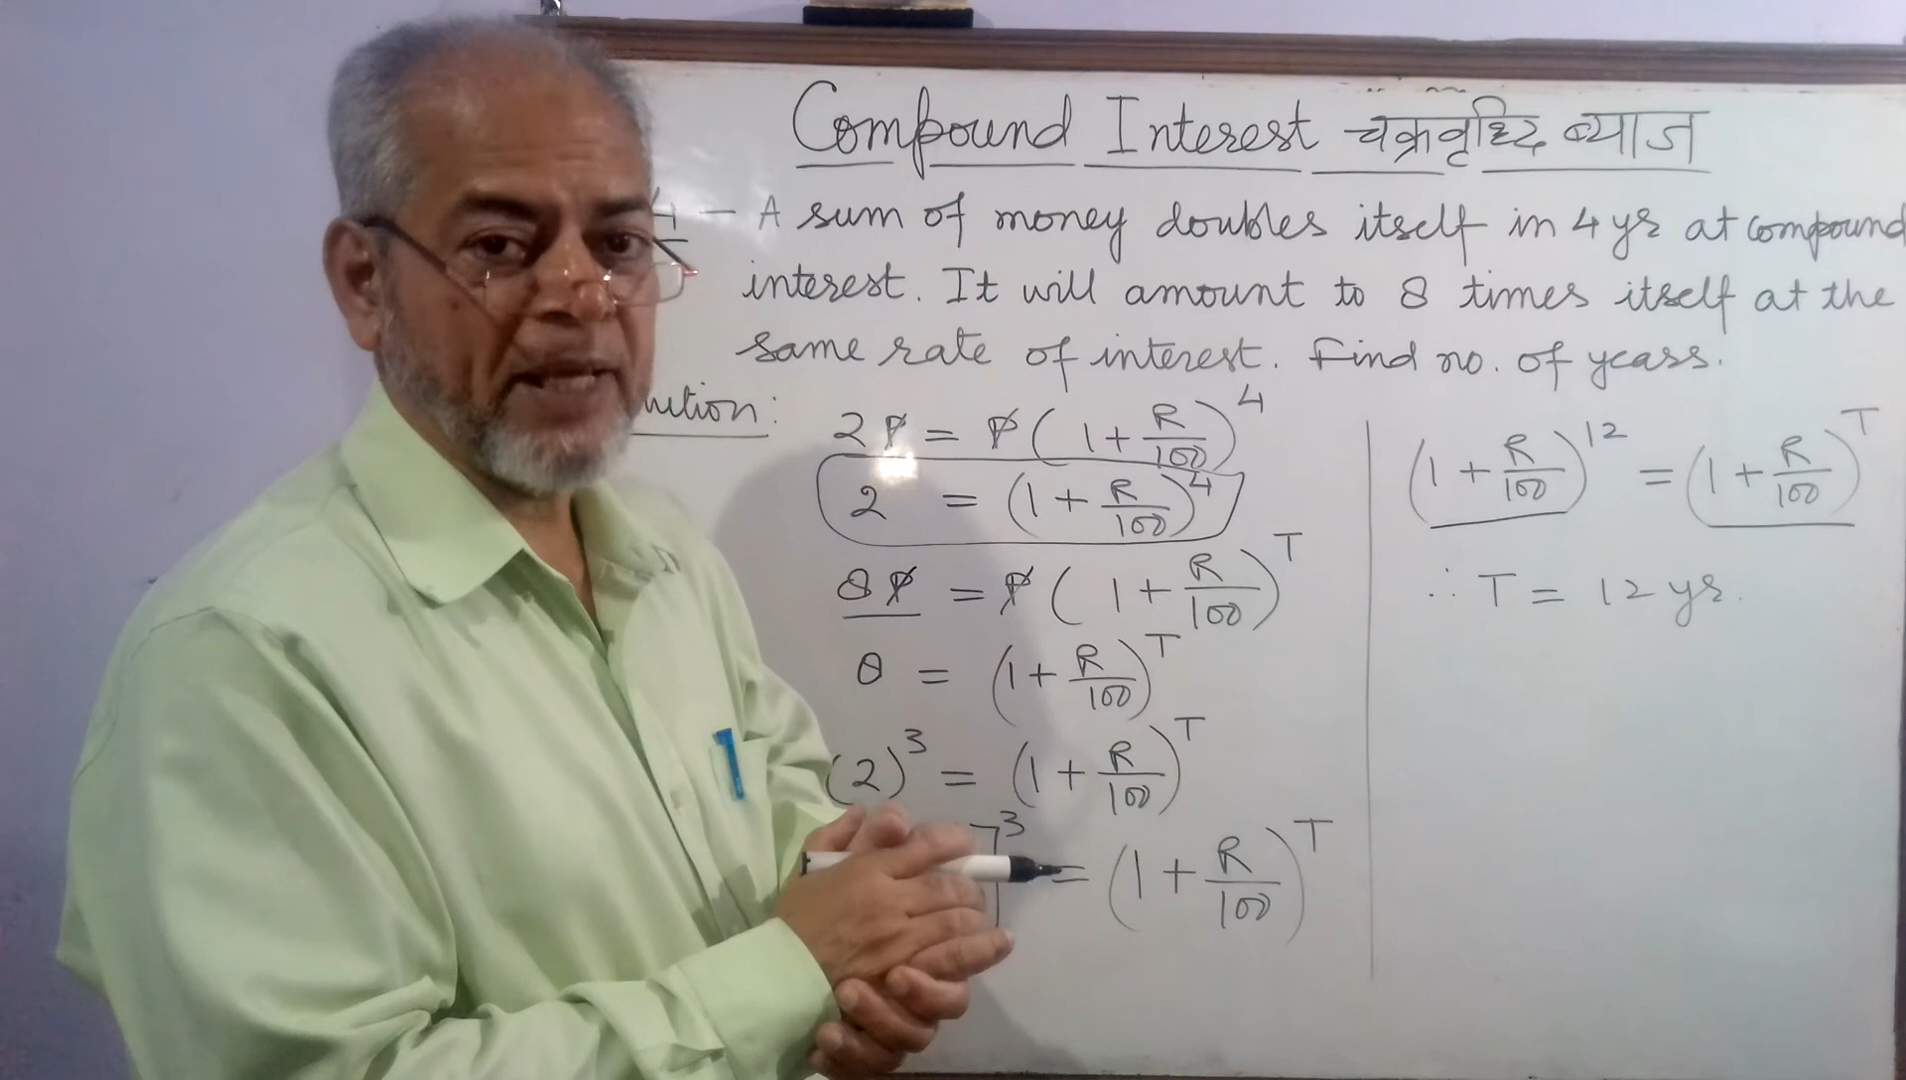 Compound Interest चक्रवृद्धि ब्याज
— A sum of money doubles itself in 4 yr at compound
interest. It will amount to 8 times itself at the
same rate of interest. Find no. of years.
2P = P(1+R/100)^4
2 = (1+R/100)^4
8P = P(1+R/100)^T
8 = (1+R/100)^T
(2)^3 = (1+R/100)^T
]^3 = (1+R/100)^T
(1+R/100)^12 = (1+R/100)^T
∴ T = 12 yr.